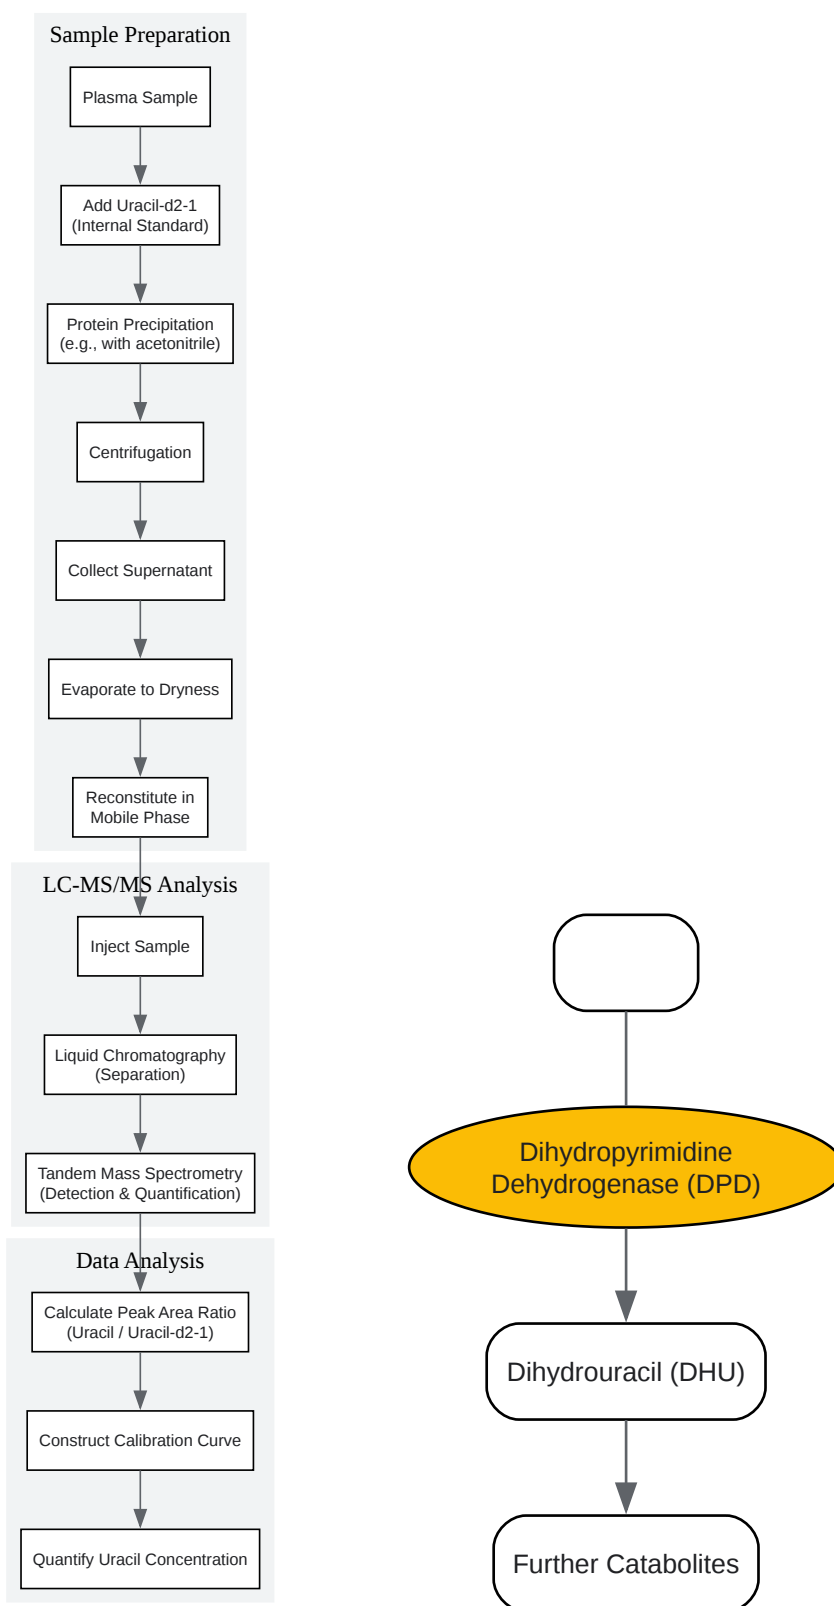 Sample Preparation
Plasma Sample
Add Uracil-d2-1
(Internal Standard)
Protein Precipitation
(e.g., with acetonitrile)
Centrifugation
Collect Supernatant
Evaporate to Dryness
Reconstitute in
Mobile Phase
LC-MS/MS Analysis
Inject Sample
Liquid Chromatography
(Separation)
Tandem Mass Spectrometry
(Detection & Quantification)
Data Analysis
Calculate Peak Area Ratio
(Uracil / Uracil-d2-1)
Construct Calibration Curve
Quantify Uracil Concentration
Dihydropyrimidine
Dehydrogenase (DPD)
Dihydrouracil (DHU)
Further Catabolites